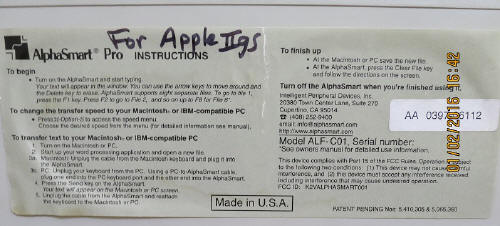 For Apple IIgs
AlphaSmart® Pro INSTRUCTIONS
To begin
• Turn on the AlphaSmart and start typing.
Your text will appear in the window. You can use the arrow keys to move around and
the Delete key to erase. AlphaSmart supports eight separate files. To go to file 1,
press the F1 key. Press F2 to go to File 2, and so on up to F8 for File 8.
To change the transfer speed to your Macintosh- or IBM-compatible PC
• Press Option-S to access the speed menu.
Choose the desired speed from the menu (for detailed information see manual).
To transfer text to your Macintosh- or IBM-compatible PC
1. Turn on the Macintosh or PC.
2. Start up your word processing application and open a new file.
3a. Macintosh: Unplug the cable from the Macintosh keyboard and plug it into
the AlphaSmart.
3b. PC: Unplug your keyboard from the PC. Using a PC-to-AlphaSmart cable,
plug one end into the PC keyboard port and the other end into the AlphaSmart.
4. Press the Send key on the AlphaSmart.
Your text will appear on the Macintosh or PC screen.
5. Unplug the cable from the AlphaSmart and reattach
the keyboard to the Macintosh or PC.
Made in U.S.A.
To finish up
• At the Macintosh or PC save the new file.
• At the AlphaSmart, press the Clear File key
and follow the directions on the screen.
Turn off the AlphaSmart when you're finished using it.
Intelligent Peripheral Devices, Inc.
20380 Town Center Lane, Suite 270
Cupertino, CA 95014
☎ (408) 252-9400
email: info@alphasmart.com
http://www.alphasmart.com
AA 0397 6112
Model ALF-C01, Serial number:
*See owners manual for detailed use information.
This device complies with Part 15 of the FCC Rules. Operation is subject
to the following two conditions: (1) This device may not cause harmful
interference, and (2) the device must accept any interference received
including interference that may cause undesired operation.
FCC ID: K2VALPHASMART001
PATENT PENDING Nos: 5,410,305 & 5,065,360
01/02/2016 16:42